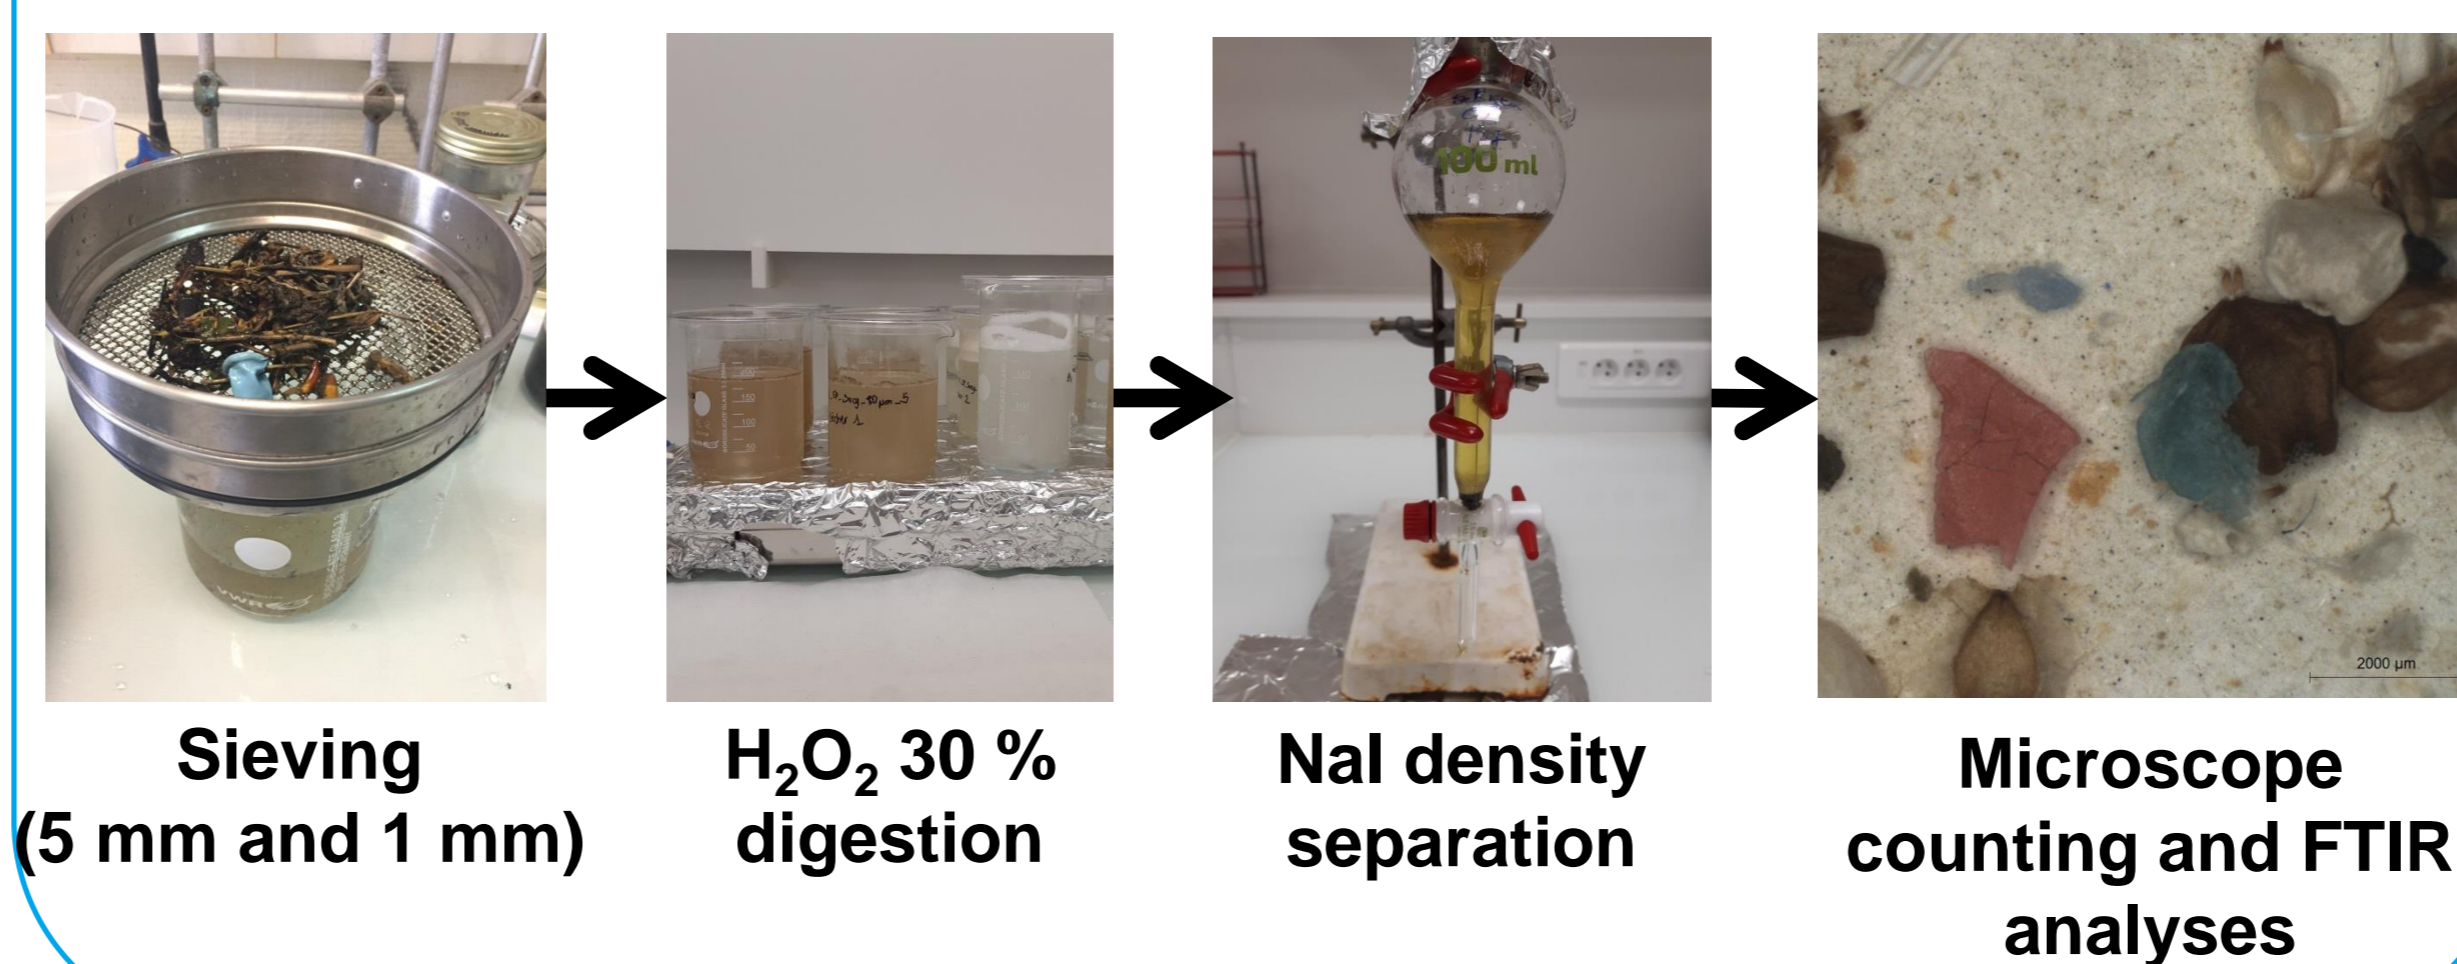 100 ml
VWR
2000 µm
Sieving
(5 mm and 1 mm)
H₂O₂ 30 %
digestion
NaI density
separation
Microscope
counting and FTIR
analyses